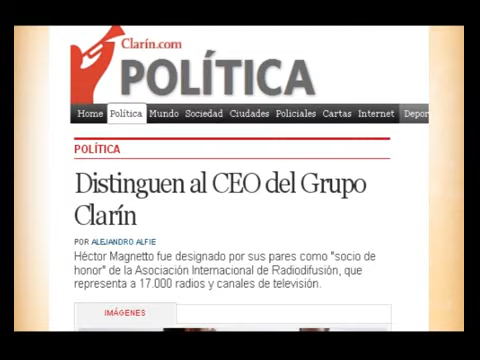 Clarín.com
POLÍTICA
Home Política Mundo Sociedad Ciudades Policiales Cartas Internet Depor
POLÍTICA
Distinguen al CEO del Grupo
Clarín
POR ALEJANDRO ALFIE
Héctor Magnetto fue designado por sus pares como "socio de
honor" de la Asociación Internacional de Radiodifusión, que
representa a 17.000 radios y canales de televisión.
IMÁGENES